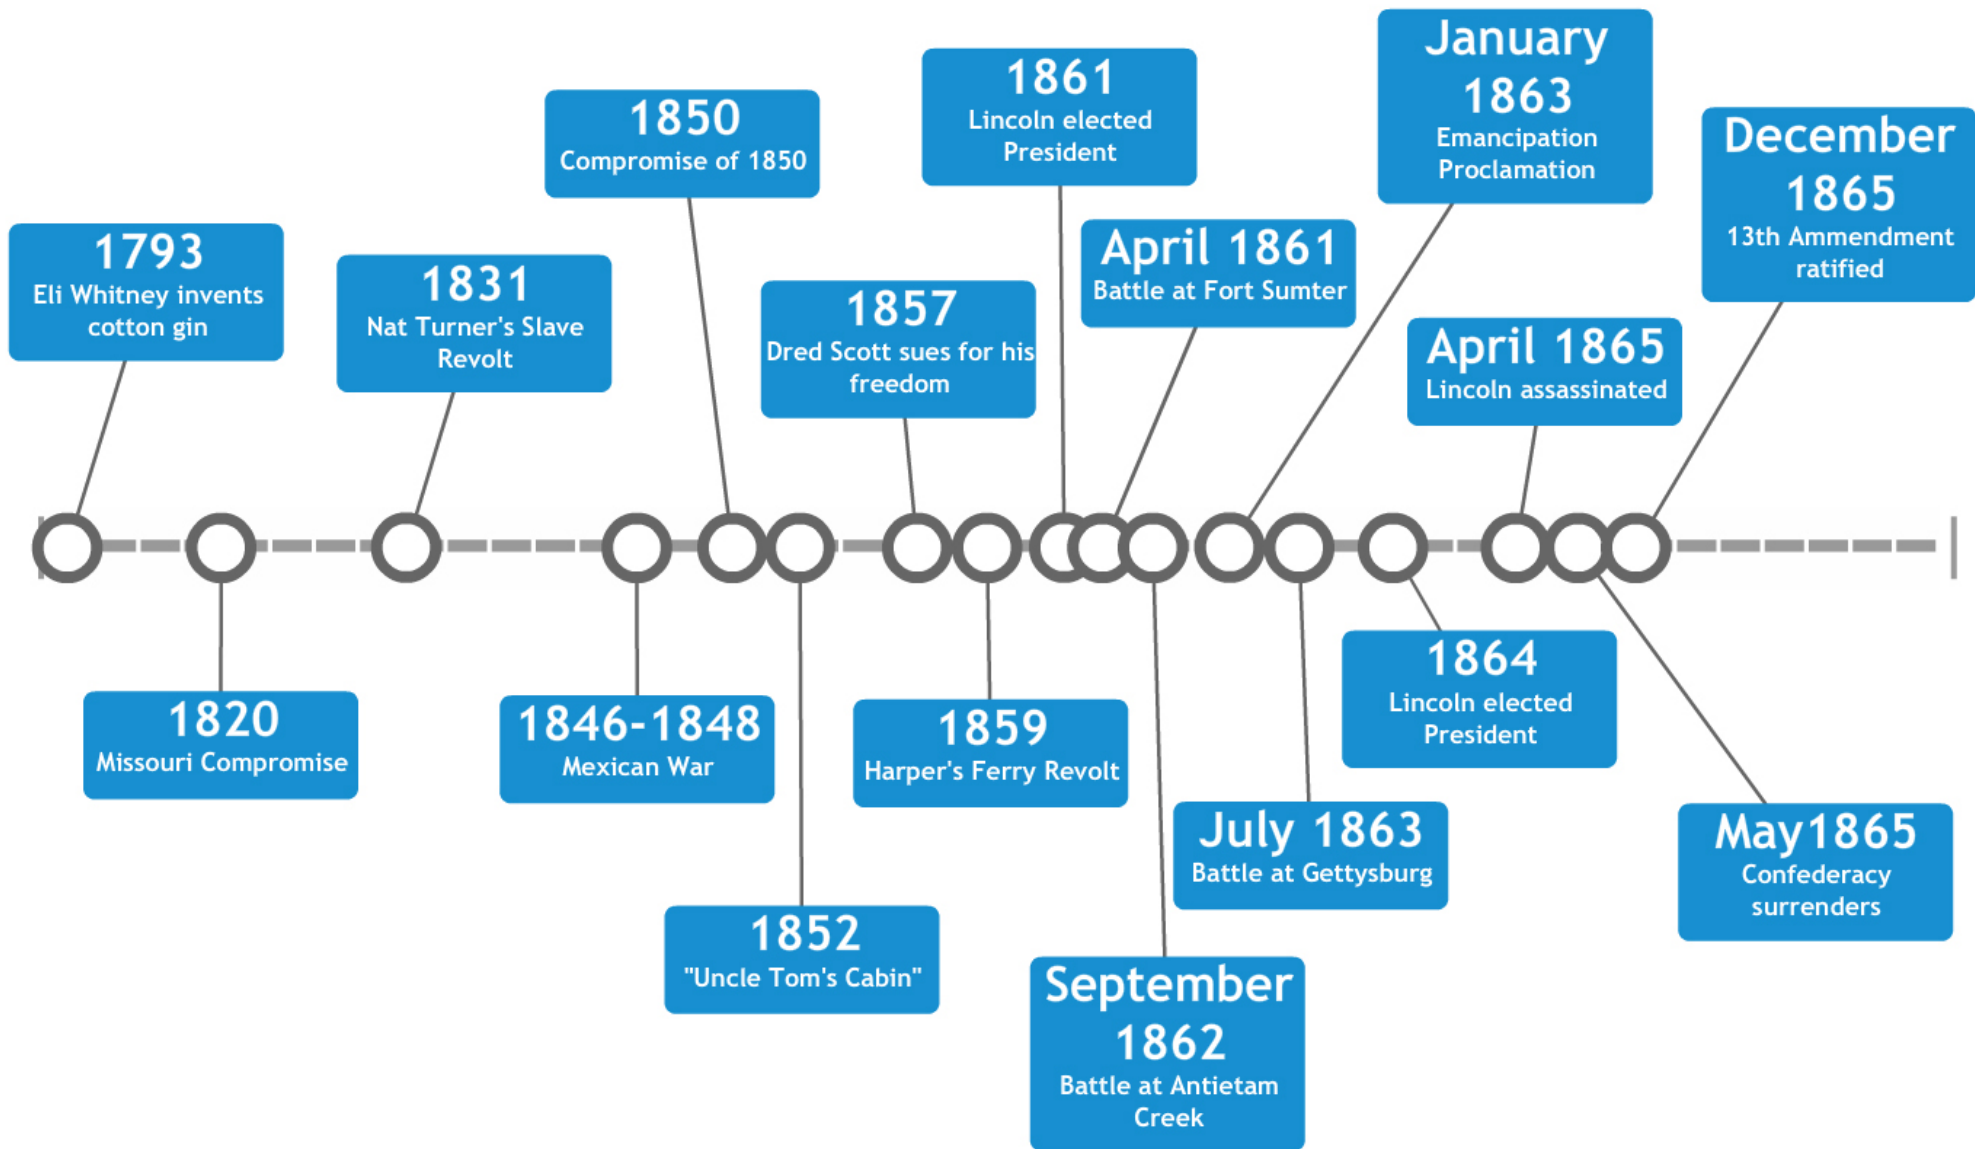 1793
Eli Whitney invents
cotton gin
1820
Missouri Compromise
1831
Nat Turner's Slave
Revolt
1846-1848
Mexican War
1850
Compromise of 1850
1852
"Uncle Tom's Cabin"
1857
Dred Scott sues for his
freedom
1859
Harper's Ferry Revolt
1861
Lincoln elected
President
April 1861
Battle at Fort Sumter
September
1862
Battle at Antietam
Creek
January
1863
Emancipation
Proclamation
July 1863
Battle at Gettysburg
1864
Lincoln elected
President
April 1865
Lincoln assassinated
May1865
Confederacy
surrenders
December
1865
13th Ammendment
ratified